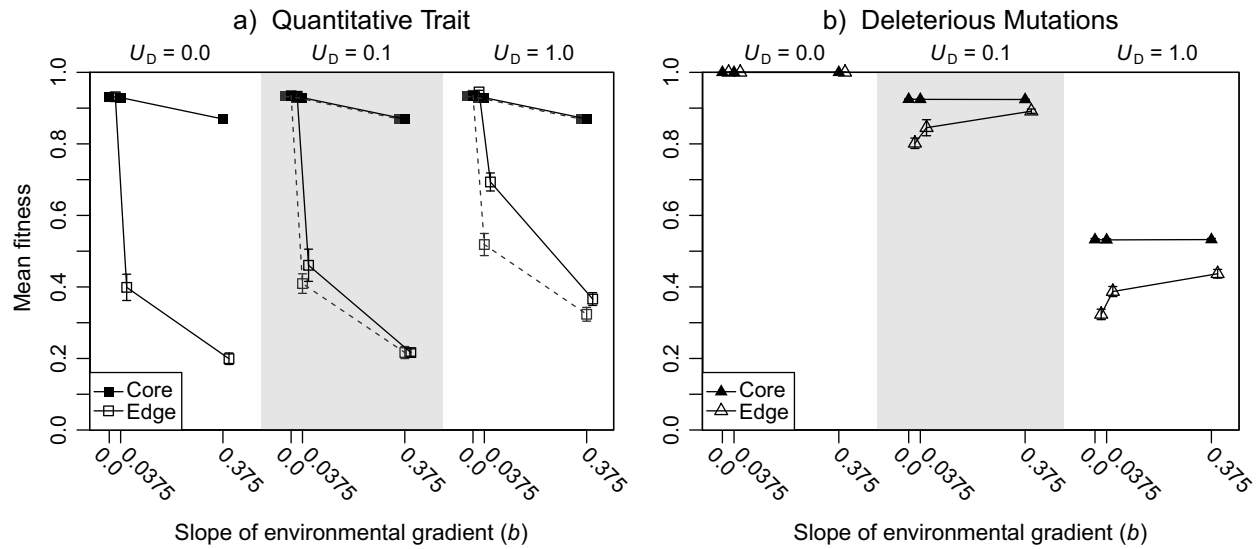 a) Quantitative Trait
U_D = 0.0 U_D = 0.1 U_D = 1.0
Mean fitness
1.0
0.8
0.6
0.4
0.2
0.0
Core
Edge
0.0 0.0375 0.375 0.0 0.0375 0.375 0.0 0.0375 0.375
Slope of environmental gradient (b)
b) Deleterious Mutations
U_D = 0.0 U_D = 0.1 U_D = 1.0
1.0
0.8
0.6
0.4
0.2
0.0
Core
Edge
0.0 0.0375 0.375 0.0 0.0375 0.375 0.0 0.0375 0.375
Slope of environmental gradient (b)